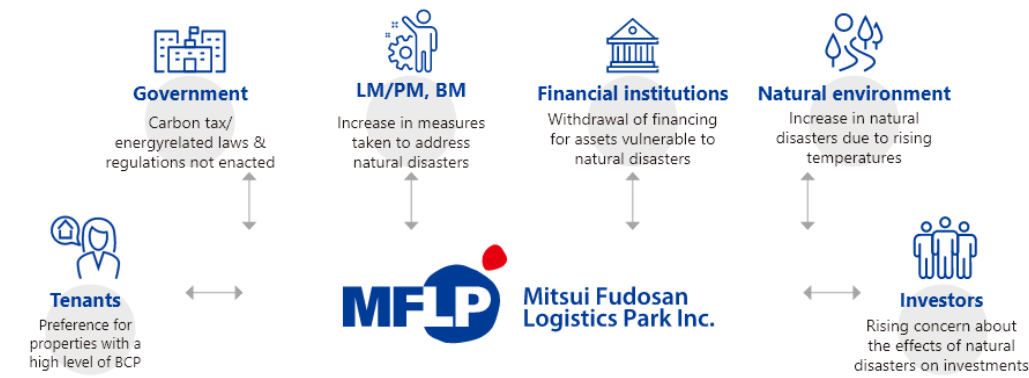 Government
Carbon tax/
energyrelated laws &
regulations not enacted
LM/PM, BM
Increase in measures
taken to address
natural disasters
Financial institutions
Withdrawal of financing
for assets vulnerable to
natural disasters
Natural environment
Increase in natural
disasters due to rising
temperatures
Tenants
Preference for
properties with a
high level of BCP
MFLP
Mitsui Fudosan
Logistics Park Inc.
Investors
Rising concern about
the effects of natural
disasters on investments